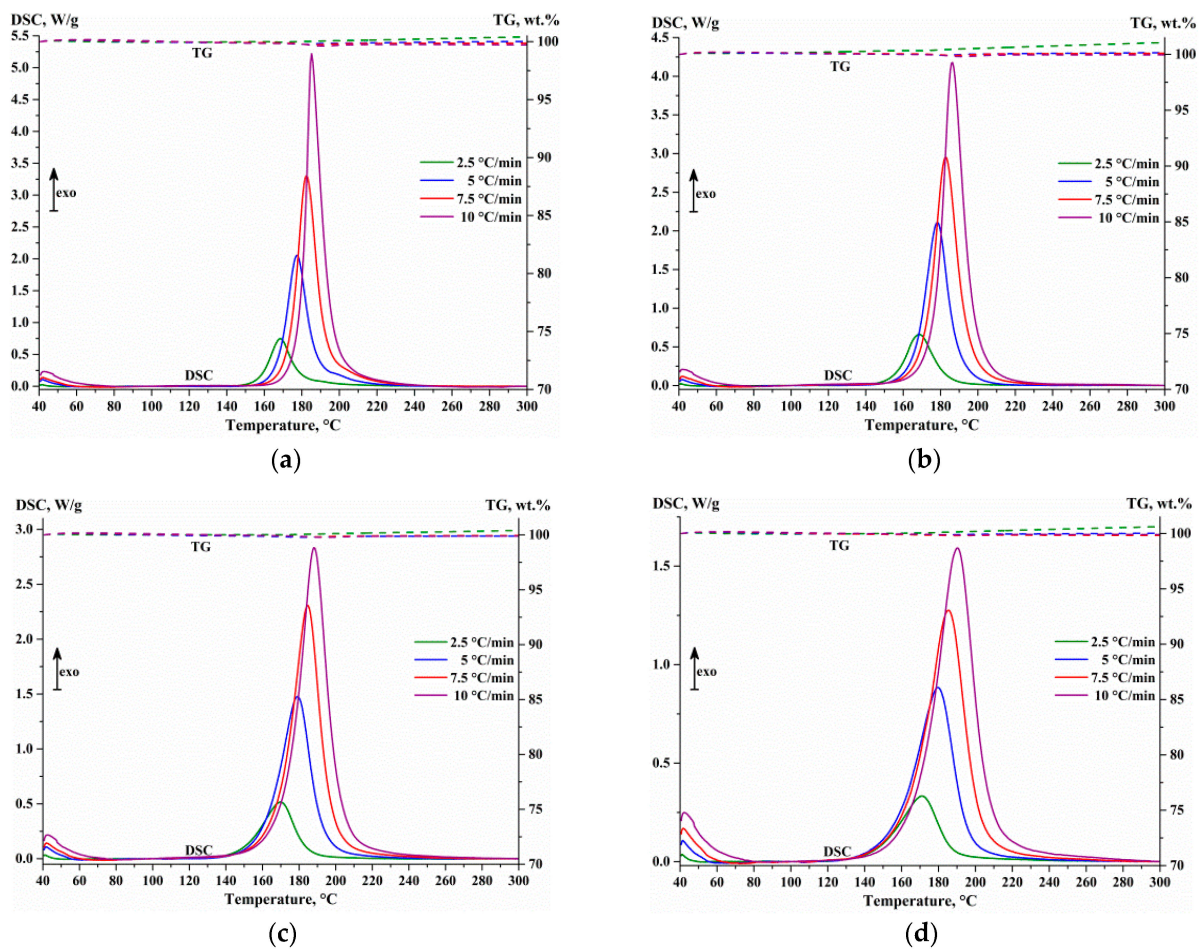 (a)
DSC, W/g
TG, wt.%
5.5
5.0
4.5
4.0
3.5
3.0
2.5
2.0
1.5
1.0
0.5
0.0
TG
exo
2.5 °C/min
5 °C/min
7.5 °C/min
10 °C/min
DSC
100
95
90
85
80
75
70
40 60 80 100 120 140 160 180 200 220 240 260 280 300
Temperature, °C
(a)
(b)
DSC, W/g
TG, wt.%
4.5
4.0
3.5
3.0
2.5
2.0
1.5
1.0
0.5
0.0
TG
exo
2.5 °C/min
5 °C/min
7.5 °C/min
10 °C/min
DSC
100
95
90
85
80
75
70
40 60 80 100 120 140 160 180 200 220 240 260 280 300
Temperature, °C
(b)
DSC, W/g
TG, wt.%
3.0
2.5
2.0
1.5
1.0
0.5
0.0
TG
exo
2.5 °C/min
5 °C/min
7.5 °C/min
10 °C/min
DSC
100
95
90
85
80
75
70
40 60 80 100 120 140 160 180 200 220 240 260 280 300
Temperature, °C
(c)
DSC, W/g
TG, wt.%
1.5
1.0
0.5
0.0
TG
exo
2.5 °C/min
5 °C/min
7.5 °C/min
10 °C/min
DSC
100
95
90
85
80
75
70
40 60 80 100 120 140 160 180 200 220 240 260 280 300
Temperature, °C
(d)